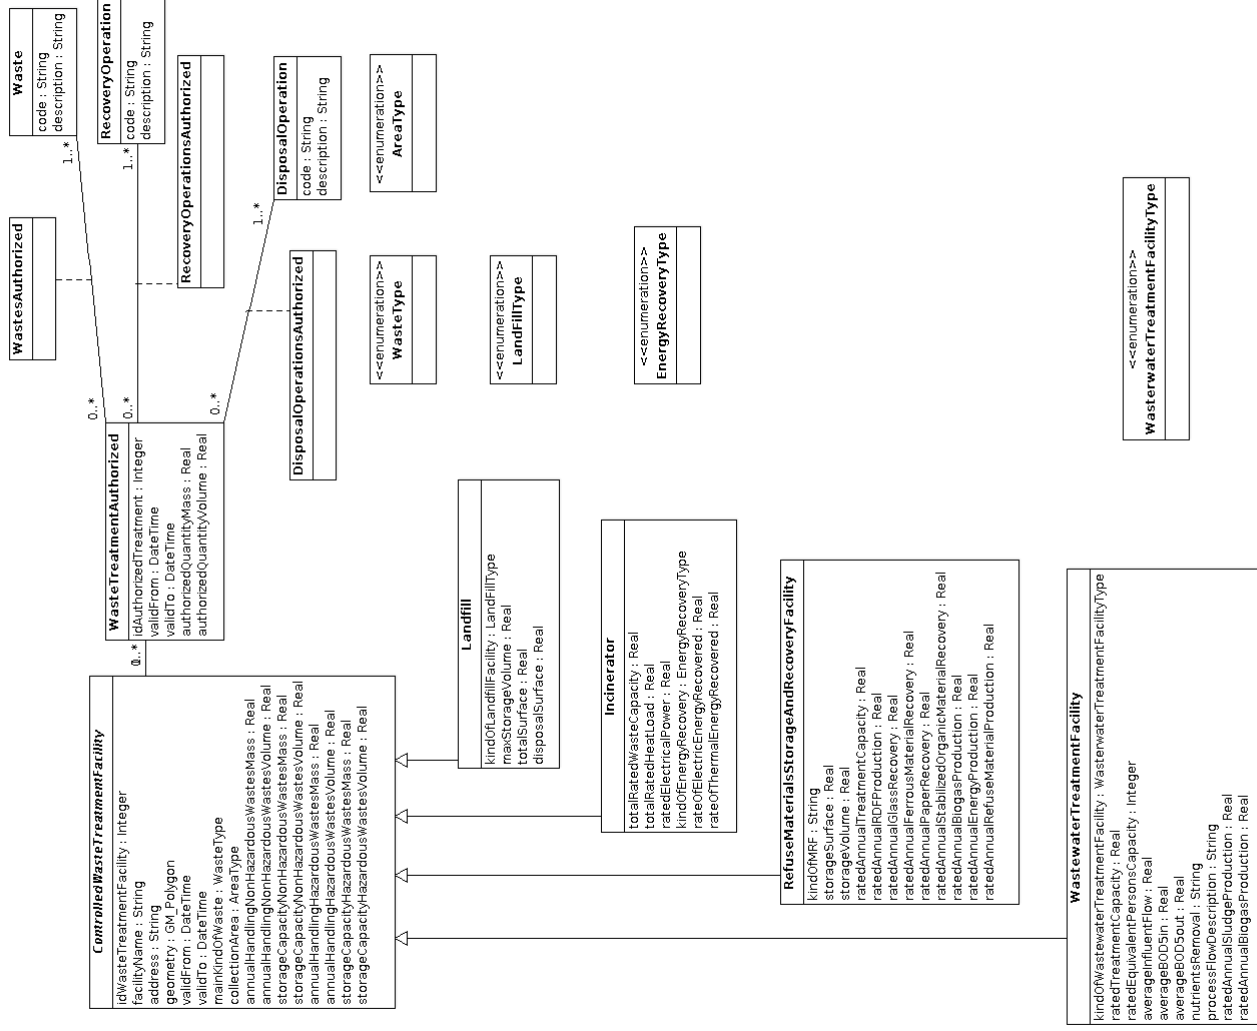 ControlledWasteTreatmentFacility
idWasteTreatmentFacility : Integer
facilityName : String
address : String
geometry : GM_Polygon
validFrom : DateTime
validTo : DateTime
mainKindOfWaste : WasteType
collectionArea : AreaType
annualHandlingNonHazardousWastesMass : Real
annualHandlingNonHazardousWastesVolume : Real
storageCapacityNonHazardousWastesMass : Real
storageCapacityNonHazardousWastesVolume : Real
annualHandlingHazardousWastesMass : Real
annualHandlingHazardousWastesVolume : Real
storageCapacityHazardousWastesMass : Real
storageCapacityHazardousWastesVolume : Real
WasteTreatmentAuthorized
idAuthorizedTreatment : Integer
validFrom : DateTime
validTo : DateTime
authorizedQuantityMass : Real
authorizedQuantityVolume : Real
0..*
0..*
0..*
WastesAuthorized
Waste
code : String
description : String
1..*
RecoveryOperation
code : String
description : String
1..*
RecoveryOperationsAuthorized
DisposalOperation
code : String
description : String
1..*
DisposalOperationsAuthorized
<<enumeration>>
WasteType
<<enumeration>>
AreaType
Landfill
kindOfLandfillFacility : LandFillType
maxStorageVolume : Real
totalSurface : Real
disposalSurface : Real
<<enumeration>>
LandFillType
Incinerator
totalRatedWasteCapacity : Real
totalRatedHeatLoad : Real
ratedElectricalPower : Real
kindOfEnergyRecovery : EnergyRecoveryType
rateOfElectricEnergyRecovered : Real
rateOfThermalEnergyRecovered : Real
<<enumeration>>
EnergyRecoveryType
RefuseMaterialsStorageAndRecoveryFacility
kindOfMRF : String
storageSurface : Real
storageVolume : Real
ratedAnnualTreatmentCapacity : Real
ratedAnnualRDFProduction : Real
ratedAnnualGlassRecovery : Real
ratedAnnualFerrousMaterialRecovery : Real
ratedAnnualPaperRecovery : Real
ratedAnnualStabilizedOrganicMaterialRecovery : Real
ratedAnnualBiogasProduction : Real
ratedAnnualEnergyProduction : Real
ratedAnnualRefuseMaterialProduction : Real
WastewaterTreatmentFacility
kindOfWastewaterTreatmentFacility : WasterwaterTreatmentFacilityType
ratedTreatmentCapacity : Real
ratedEquivalentPersonsCapacity : Integer
averageInfluentFlow : Real
averageBOD5in : Real
averageBOD5out : Real
nutrientsRemoval : String
processFlowDescription : String
ratedAnnualSludgeProduction : Real
ratedAnnualBiogasProduction : Real
<<enumeration>>
WasterwaterTreatmentFacilityType